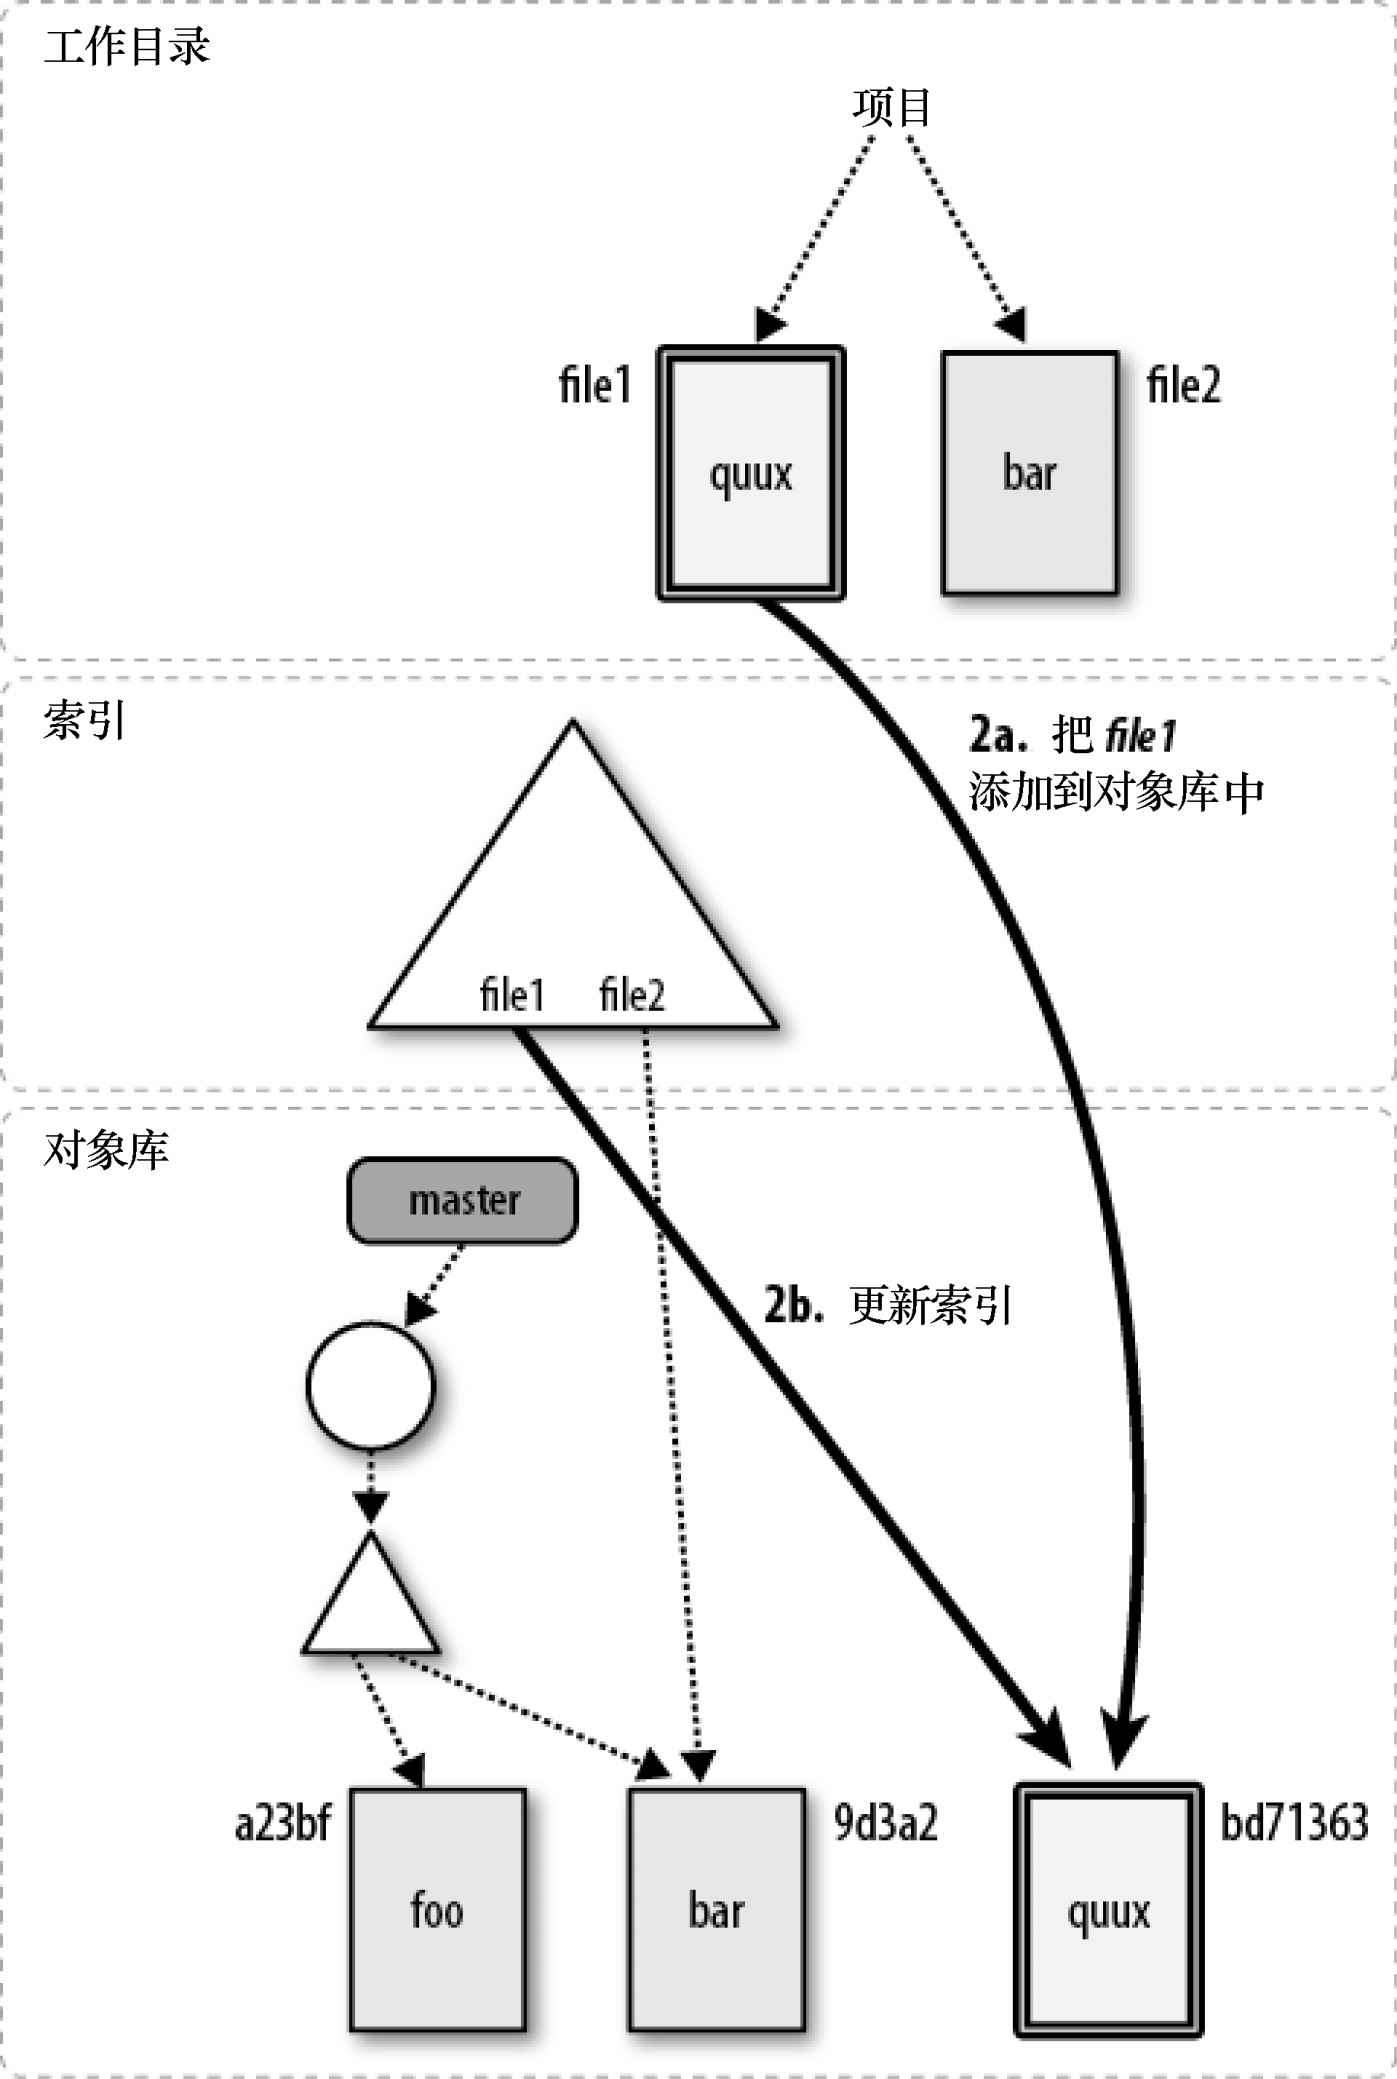 工作目录
项目
file1
file2
quux
bar
索引
2a. 把 file1
添加到对象库中
file1
file2
对象库
master
2b. 更新索引
a23bf
9d3a2
bd71363
foo
bar
quux